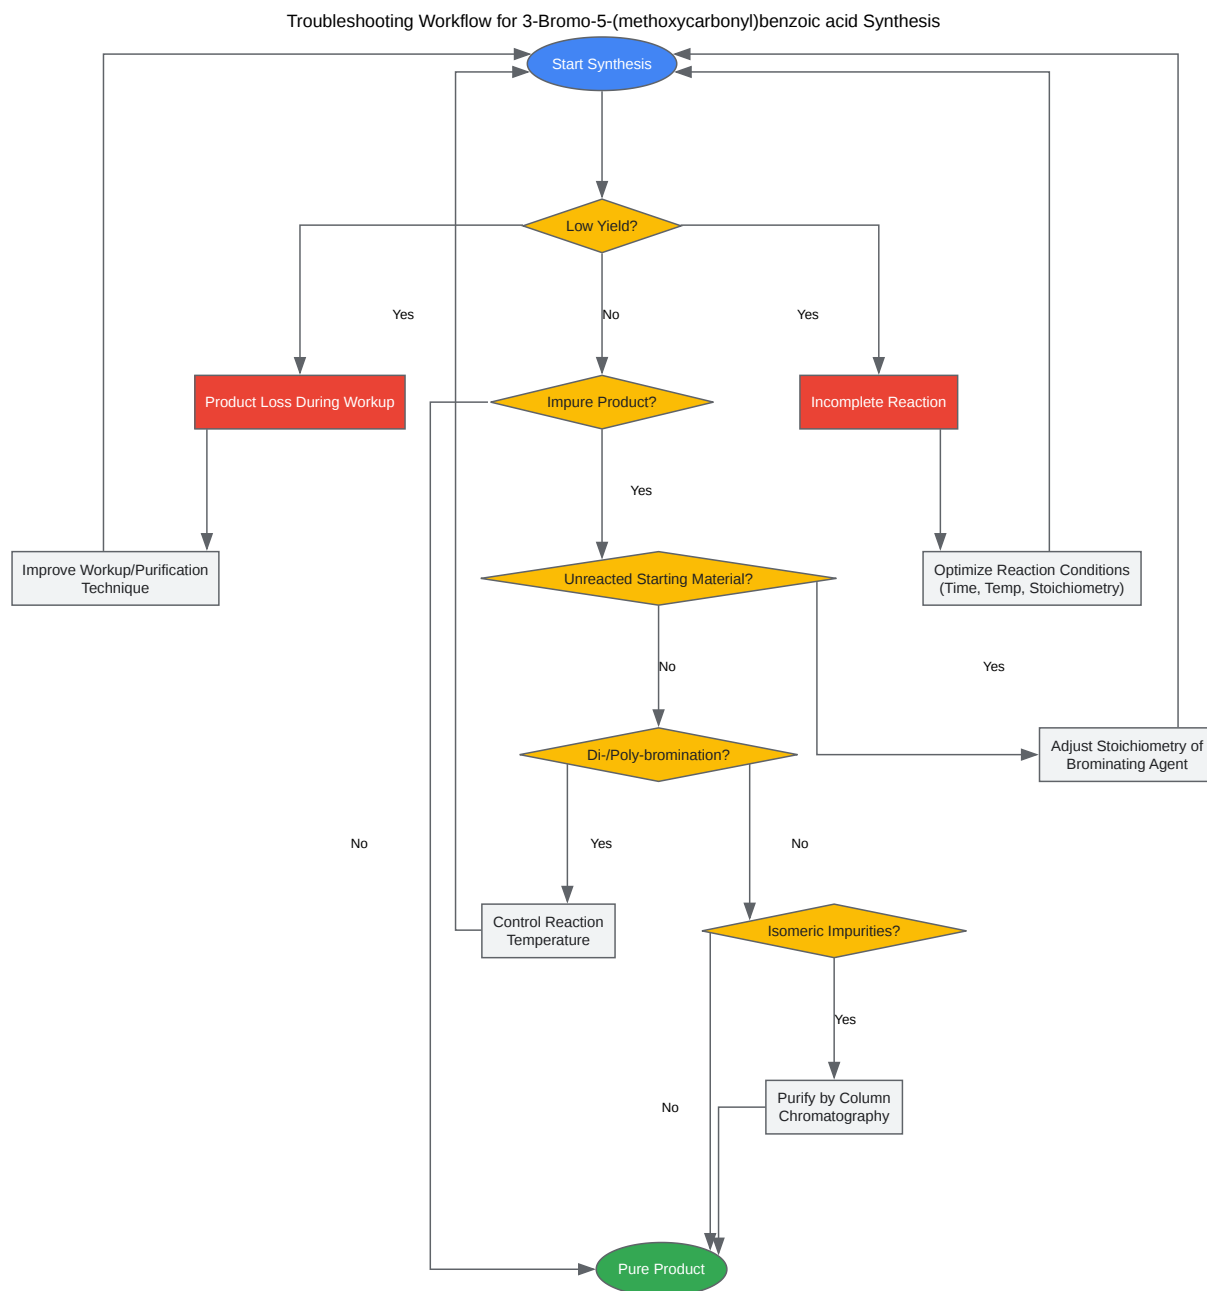 Troubleshooting Workflow for 3-Bromo-5-(methoxycarbonyl)benzoic acid Synthesis
Start Synthesis
Low Yield?
Yes
No
Yes
Product Loss During Workup
Impure Product?
Incomplete Reaction
Yes
Improve Workup/Purification
Technique
Unreacted Starting Material?
Optimize Reaction Conditions
(Time, Temp, Stoichiometry)
No
Yes
Di-/Poly-bromination?
Adjust Stoichiometry of
Brominating Agent
No
Yes
No
Control Reaction
Temperature
Isomeric Impurities?
Yes
Purify by Column
Chromatography
No
Pure Product